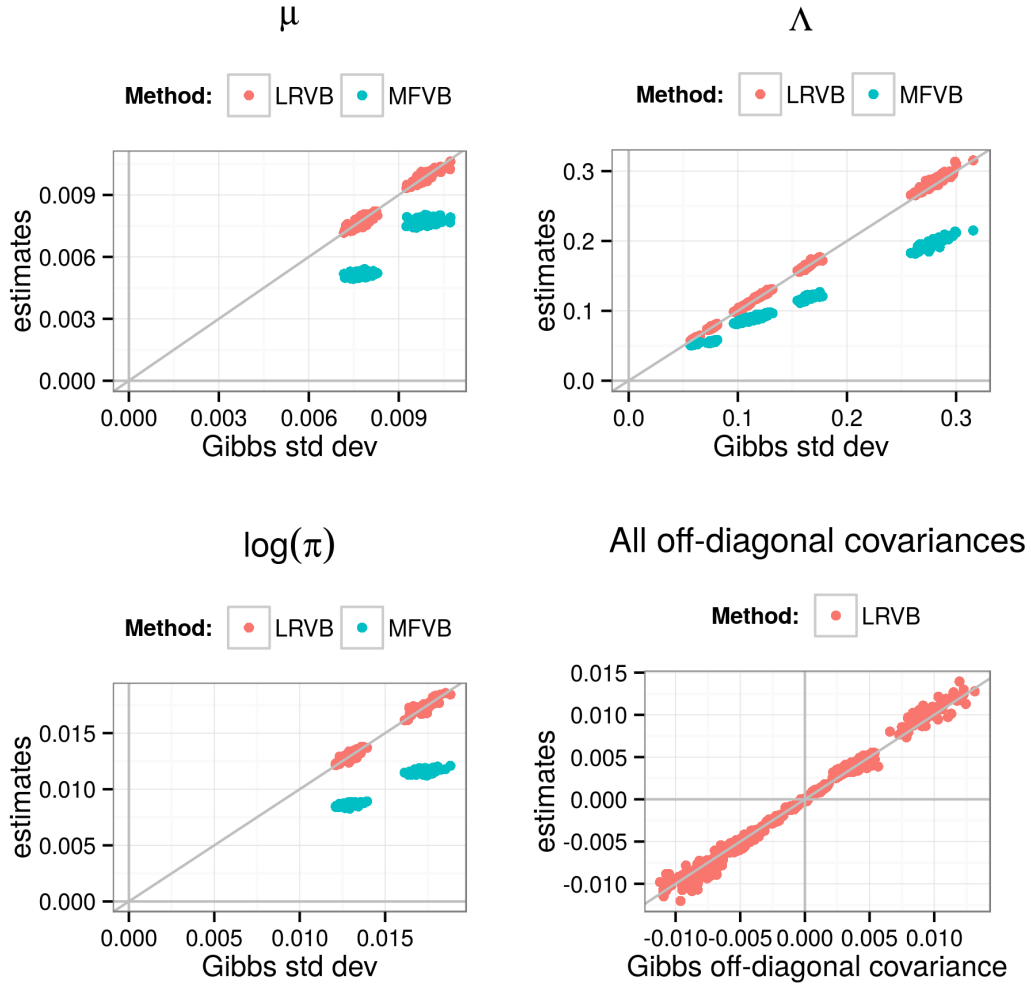 μ
Method: LRVB MFVB
0.009
0.006
0.003
0.000
estimates
0.000 0.003 0.006 0.009
Gibbs std dev
Λ
Method: LRVB MFVB
0.3
0.2
0.1
0.0
estimates
0.0 0.1 0.2 0.3
Gibbs std dev
log(π)
Method: LRVB MFVB
0.015
0.010
0.005
0.000
estimates
0.000 0.005 0.010 0.015
Gibbs std dev
All off-diagonal covariances
Method: LRVB
0.015
0.010
0.005
0.000
-0.005
-0.010
estimates
-0.010 -0.005 0.000 0.005 0.010
Gibbs off-diagonal covariance